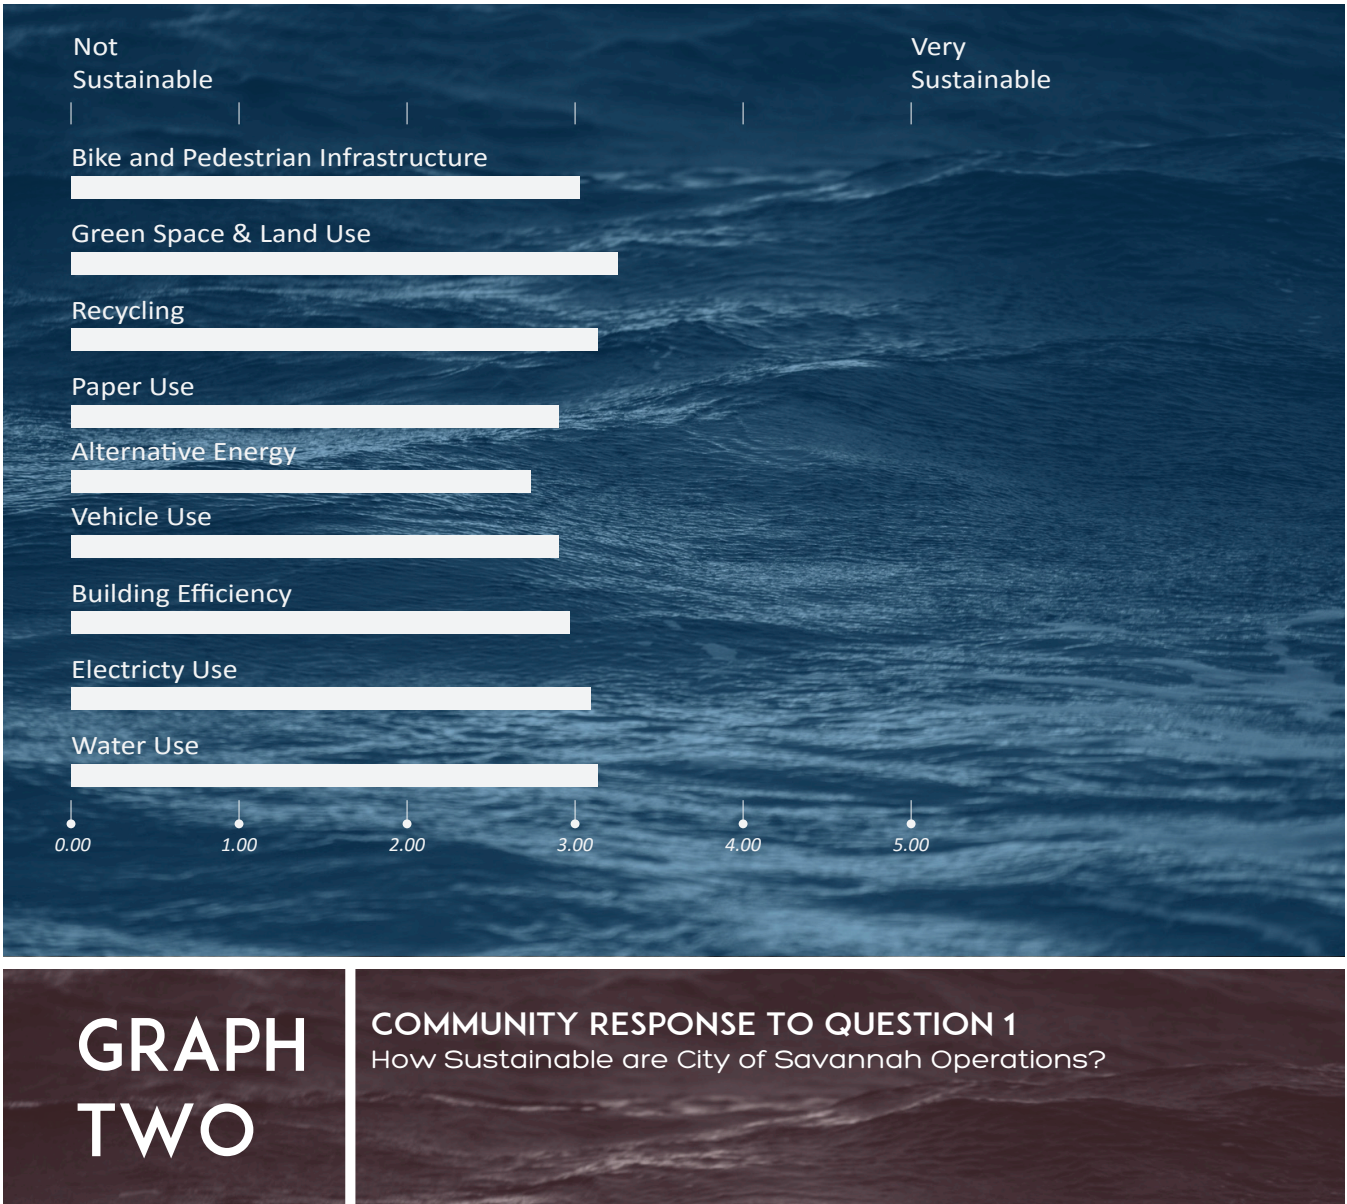 Not
Sustainable
Very
Sustainable
Bike and Pedestrian Infrastructure
Green Space & Land Use
Recycling
Paper Use
Alternative Energy
Vehicle Use
Building Efficiency
Electricty Use
Water Use
0.00 1.00 2.00 3.00 4.00 5.00
GRAPH
TWO
COMMUNITY RESPONSE TO QUESTION 1
How Sustainable are City of Savannah Operations?